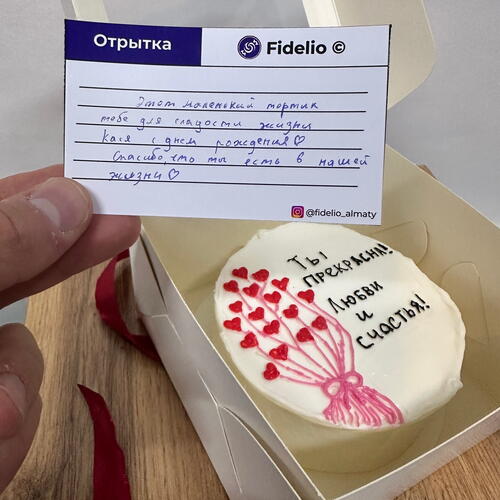 Отрытка
Fidelio ©
Этот маленький тортик
тебе для сладости жизни
Кася с днем рождения♡
Спасибо, что ты есть в нашей
жизни♡
@fidelio_almaty
Ты
прекрасна!
Любви
и
счастья!